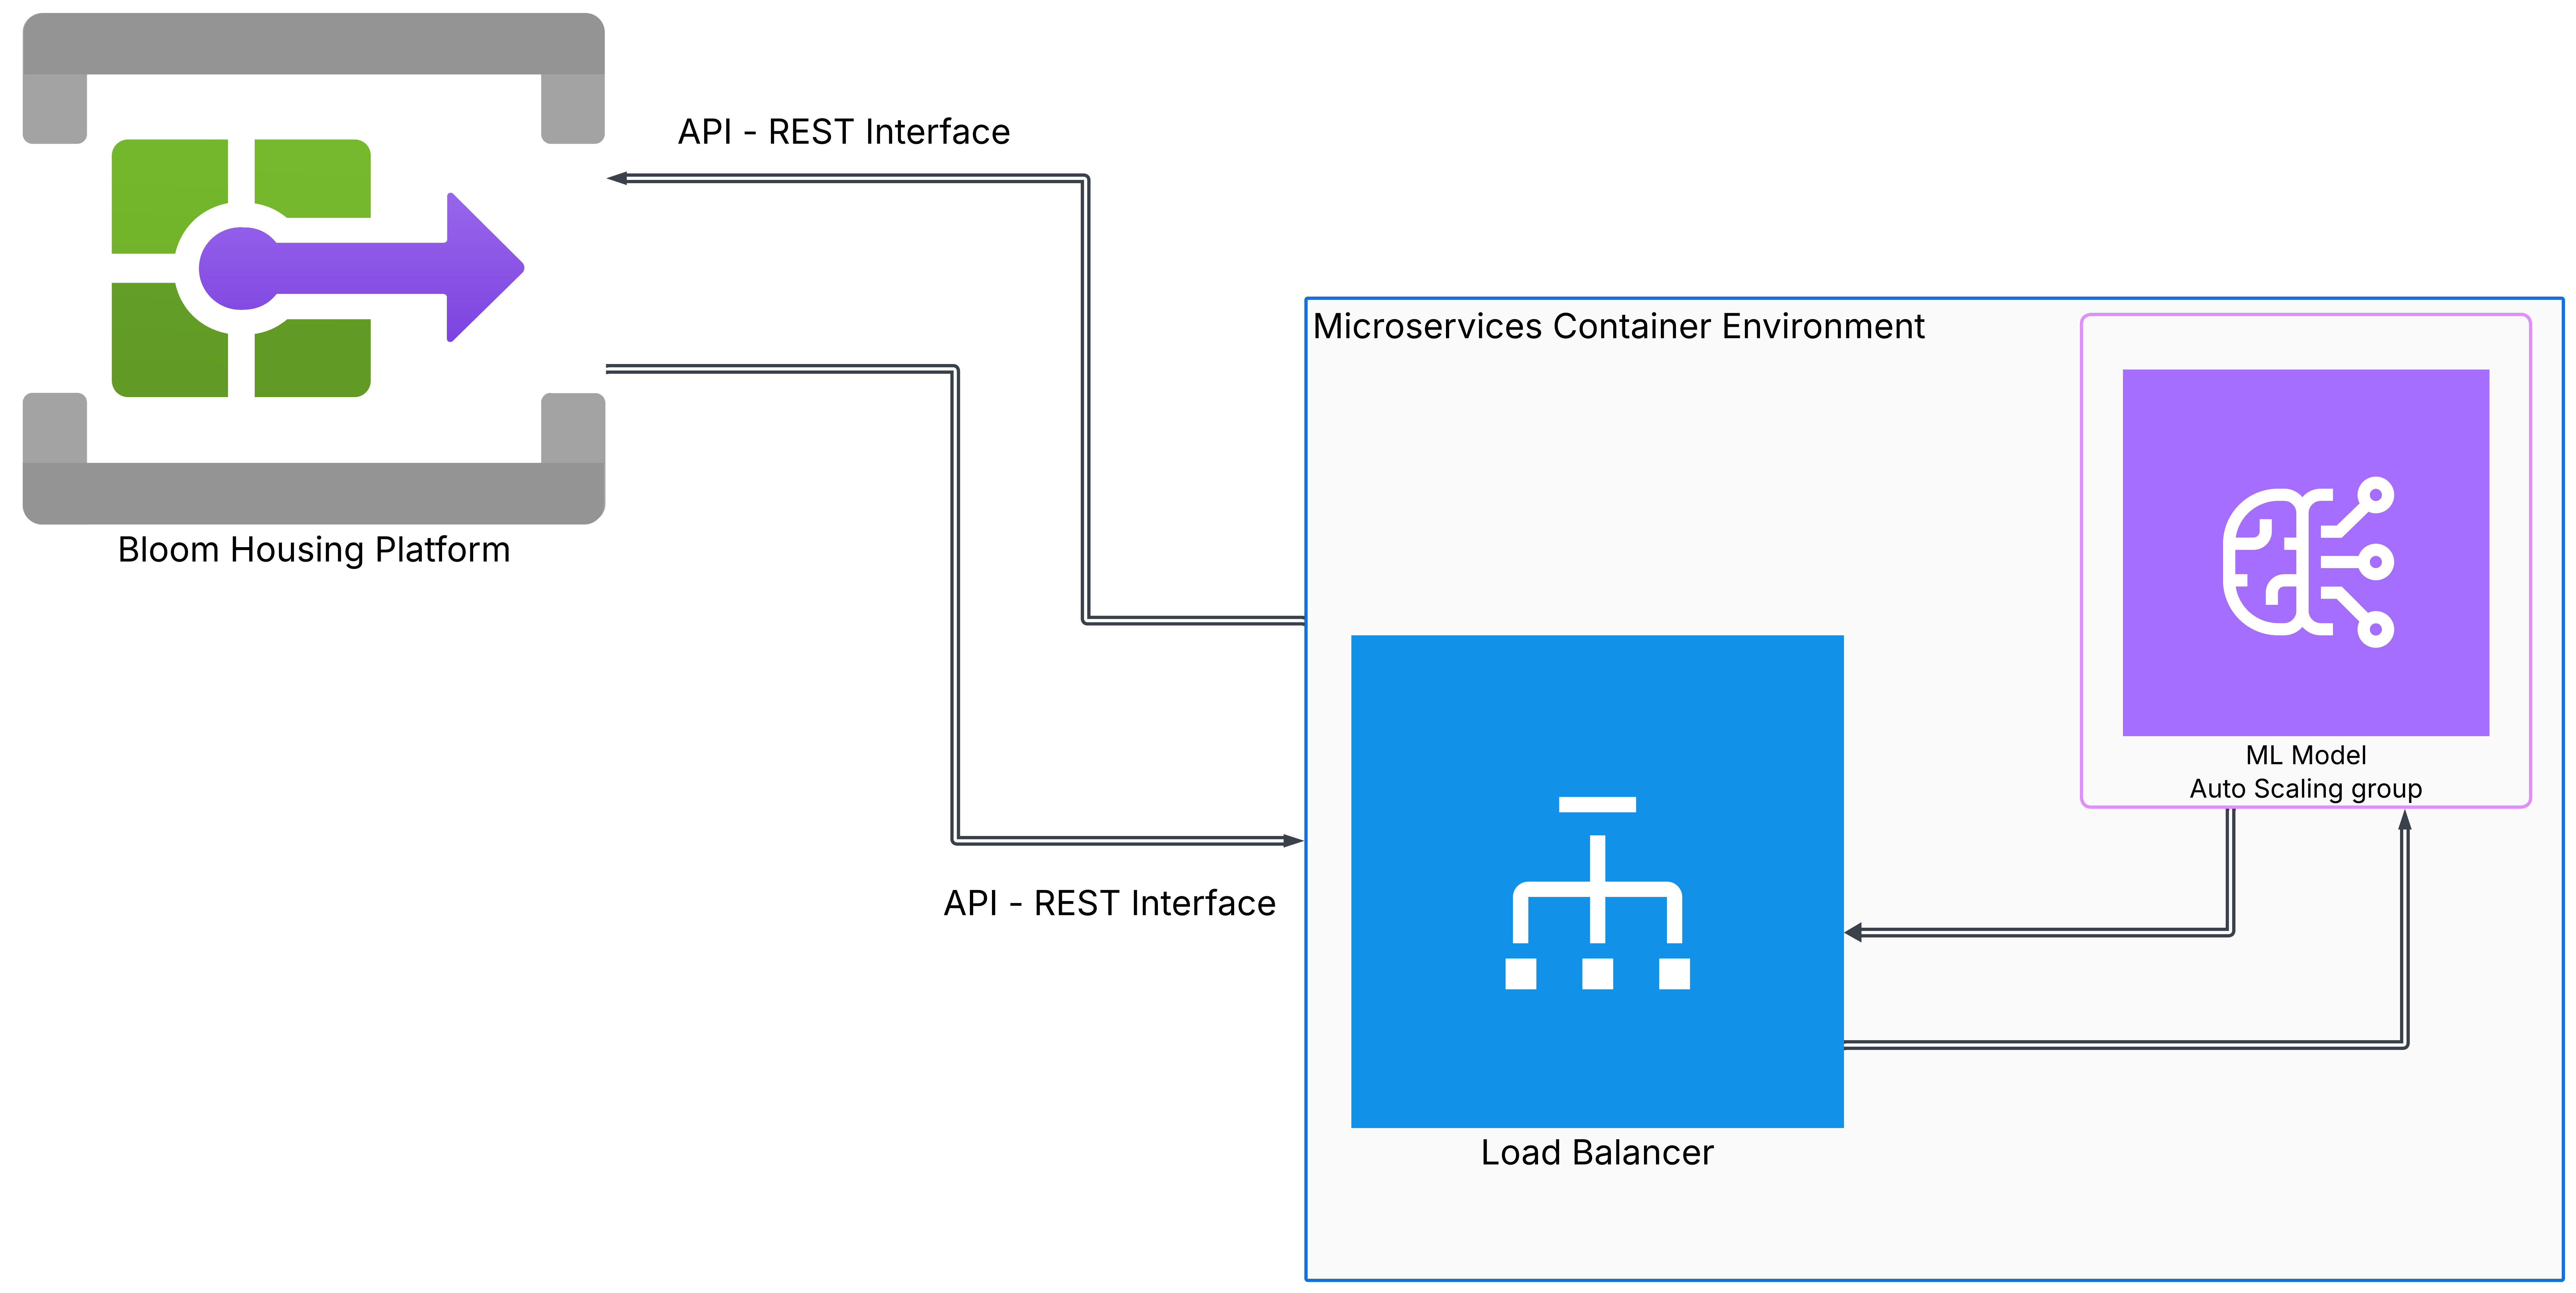 API - REST Interface
Bloom Housing Platform
Microservices Container Environment
ML Model
Auto Scaling group
API - REST Interface
Load Balancer